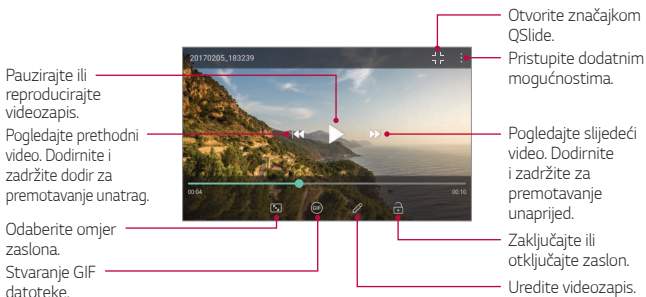 Otvorite značajkom
QSlide.
Pristupite dodatnim
mogućnostima.
20170205_183239
Pauzirajte ili
reproducirajte
videozapis.
Pogledajte prethodni
video. Dodirnite i
zadržite dodir za
premotavanje unatrag.
Pogledajte slijedeći
video. Dodirnite
i zadržite za
premotavanje
unaprijed.
00:04
00:10
GIF
Odaberite omjer
zaslona.
Stvaranje GIF
datoteke.
Zaključajte ili
otključajte zaslon.
Uredite videozapis.